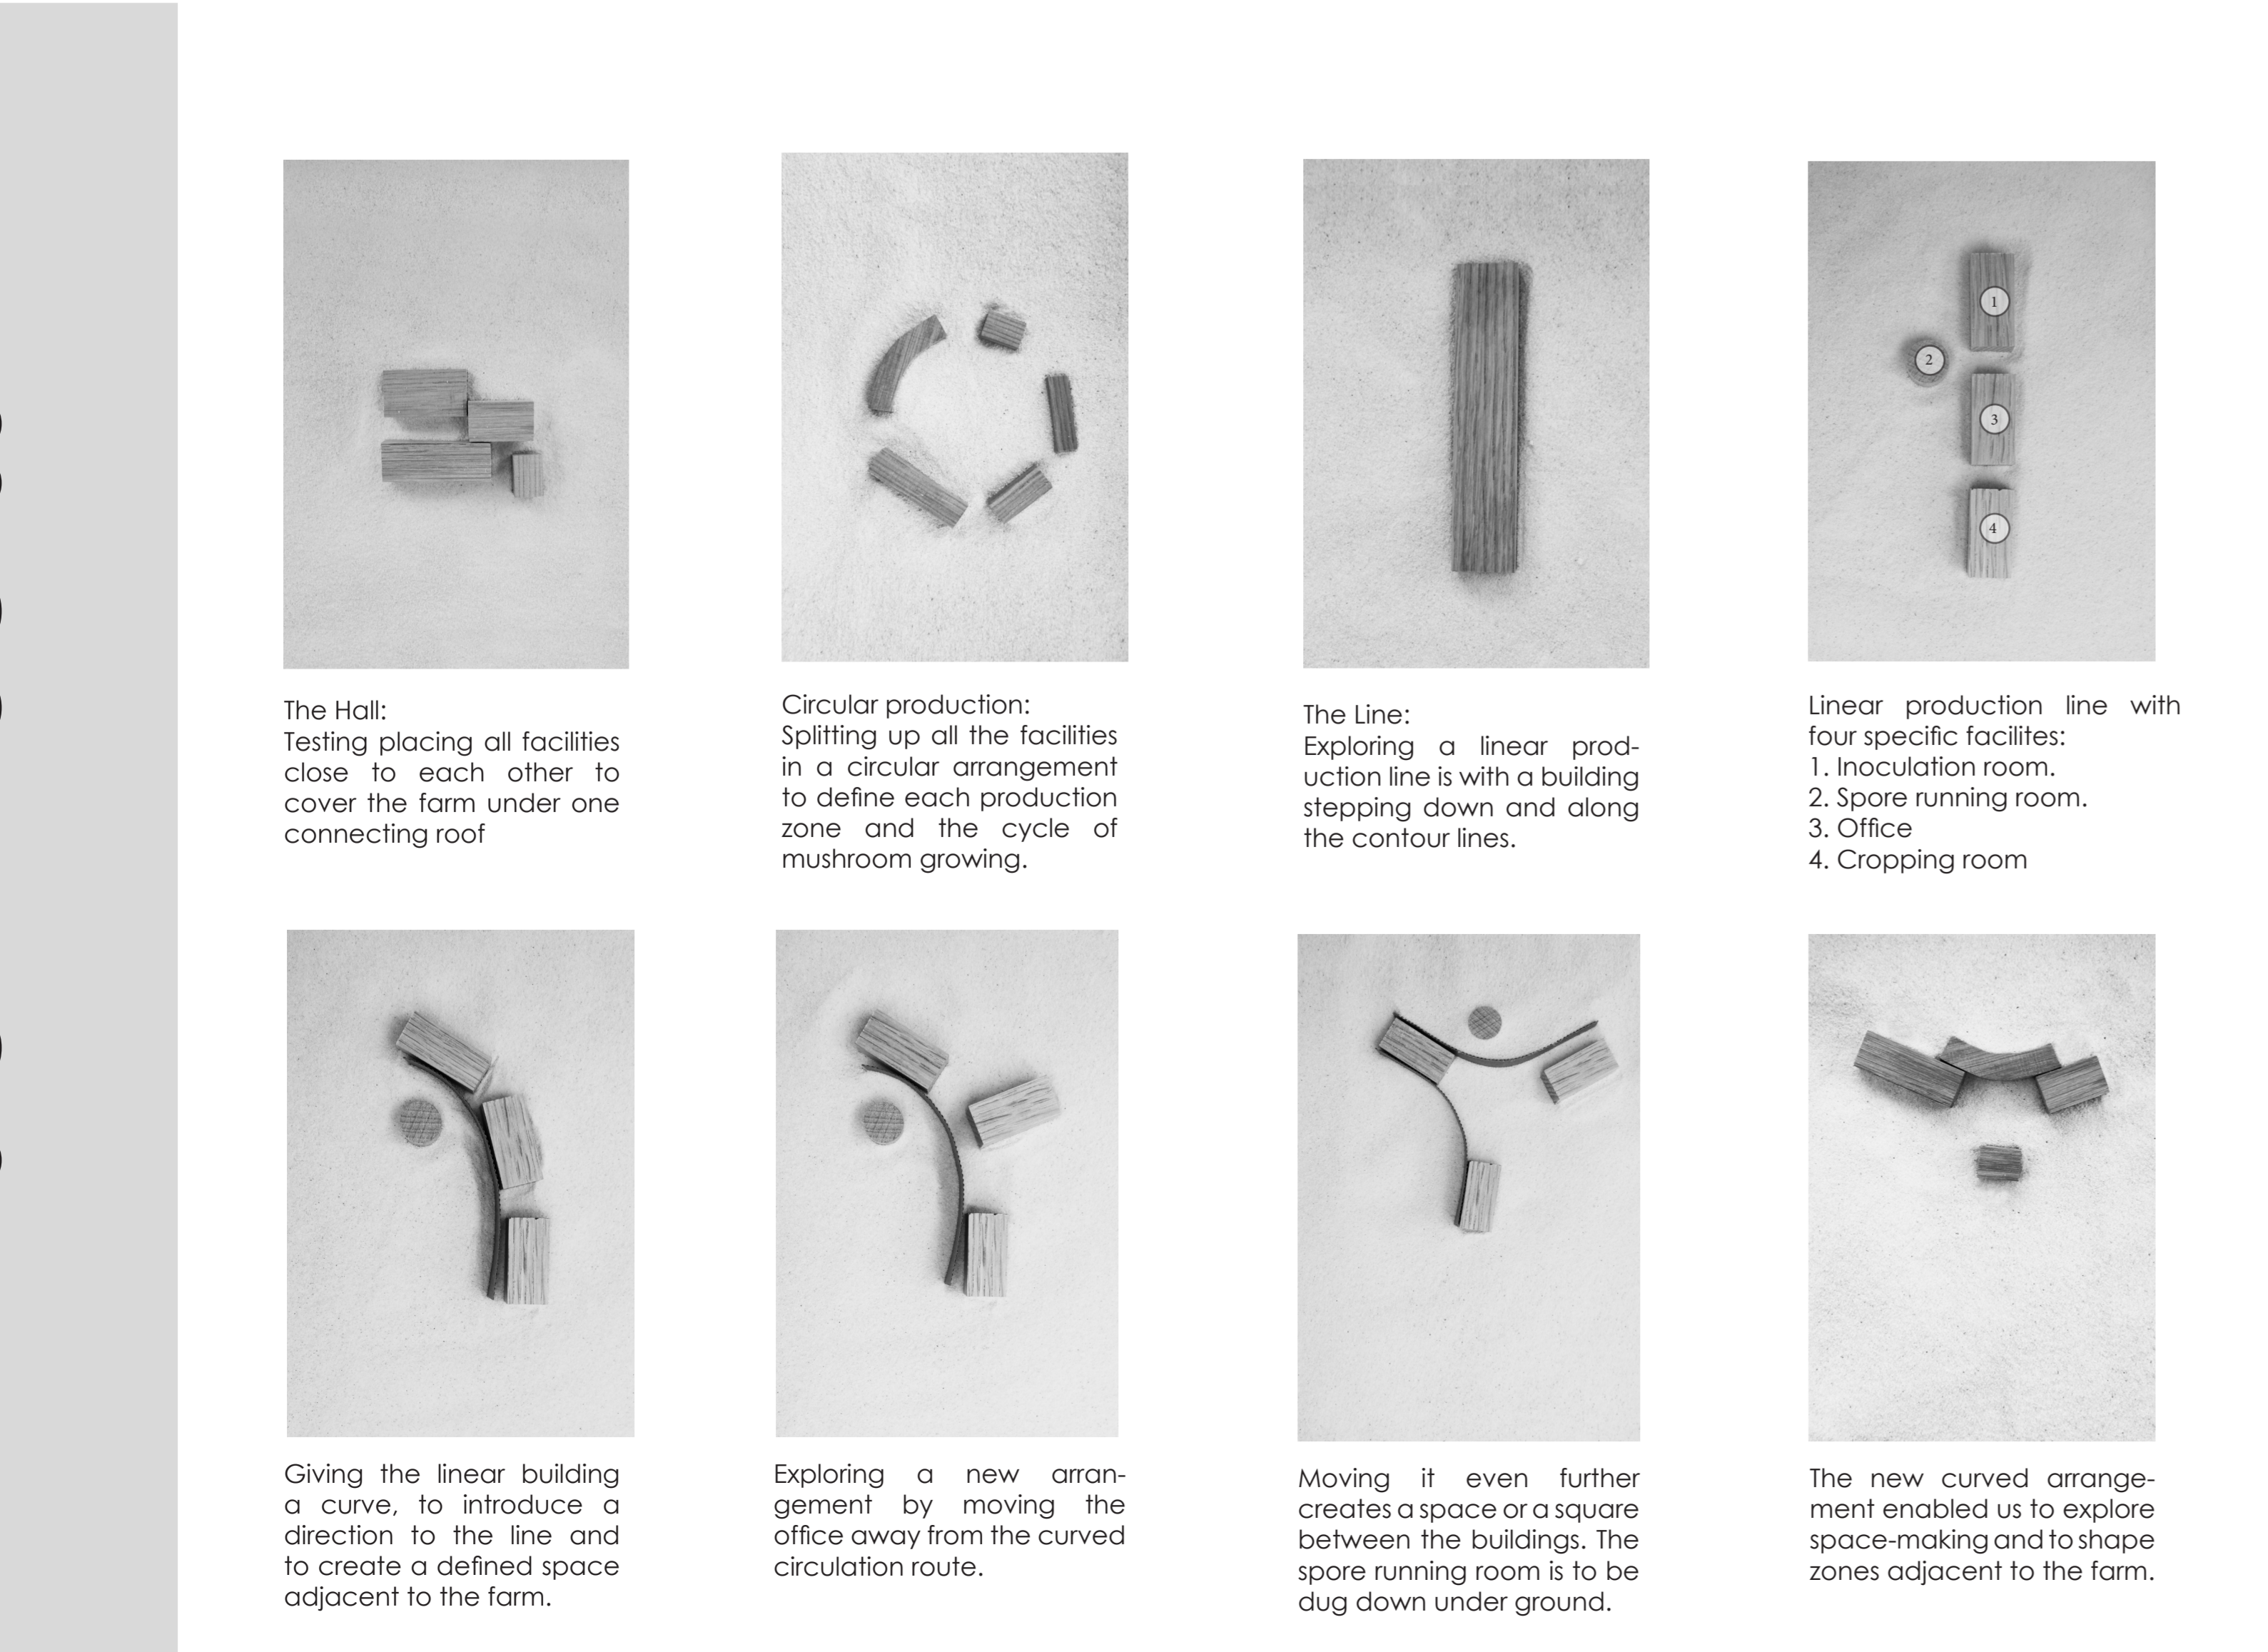 1
2
3
4
The Hall:
Testing placing all facilities
close to each other to
cover the farm under one
connecting roof
Circular production:
Splitting up all the facilities
in a circular arrangement
to define each production
zone and the cycle of
mushroom growing.
The Line:
Exploring a linear prod-
uction line is with a building
stepping down and along
the contour lines.
Linear production line with
four specific facilites:
1. Inoculation room.
2. Spore running room.
3. Office
4. Cropping room
Giving the linear building
a curve, to introduce a
direction to the line and
to create a defined space
adjacent to the farm.
Exploring a new arran-
gement by moving the
office away from the curved
circulation route.
Moving it even further
creates a space or a square
between the buildings. The
spore running room is to be
dug down under ground.
The new curved arrange-
ment enabled us to explore
space-making and to shape
zones adjacent to the farm.